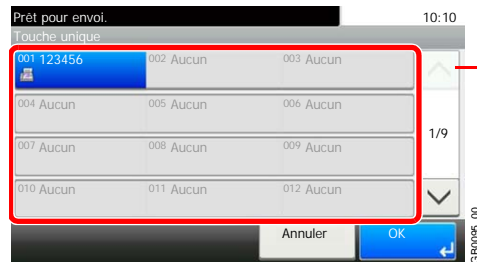 Prêt pour envoi. 10:10
Touche unique
001 123456 002 Aucun 003 Aucun
004 Aucun 005 Aucun 006 Aucun
1/9
007 Aucun 008 Aucun 009 Aucun
010 Aucun 011 Aucun 012 Aucun
Annuler OK
GB0095_00